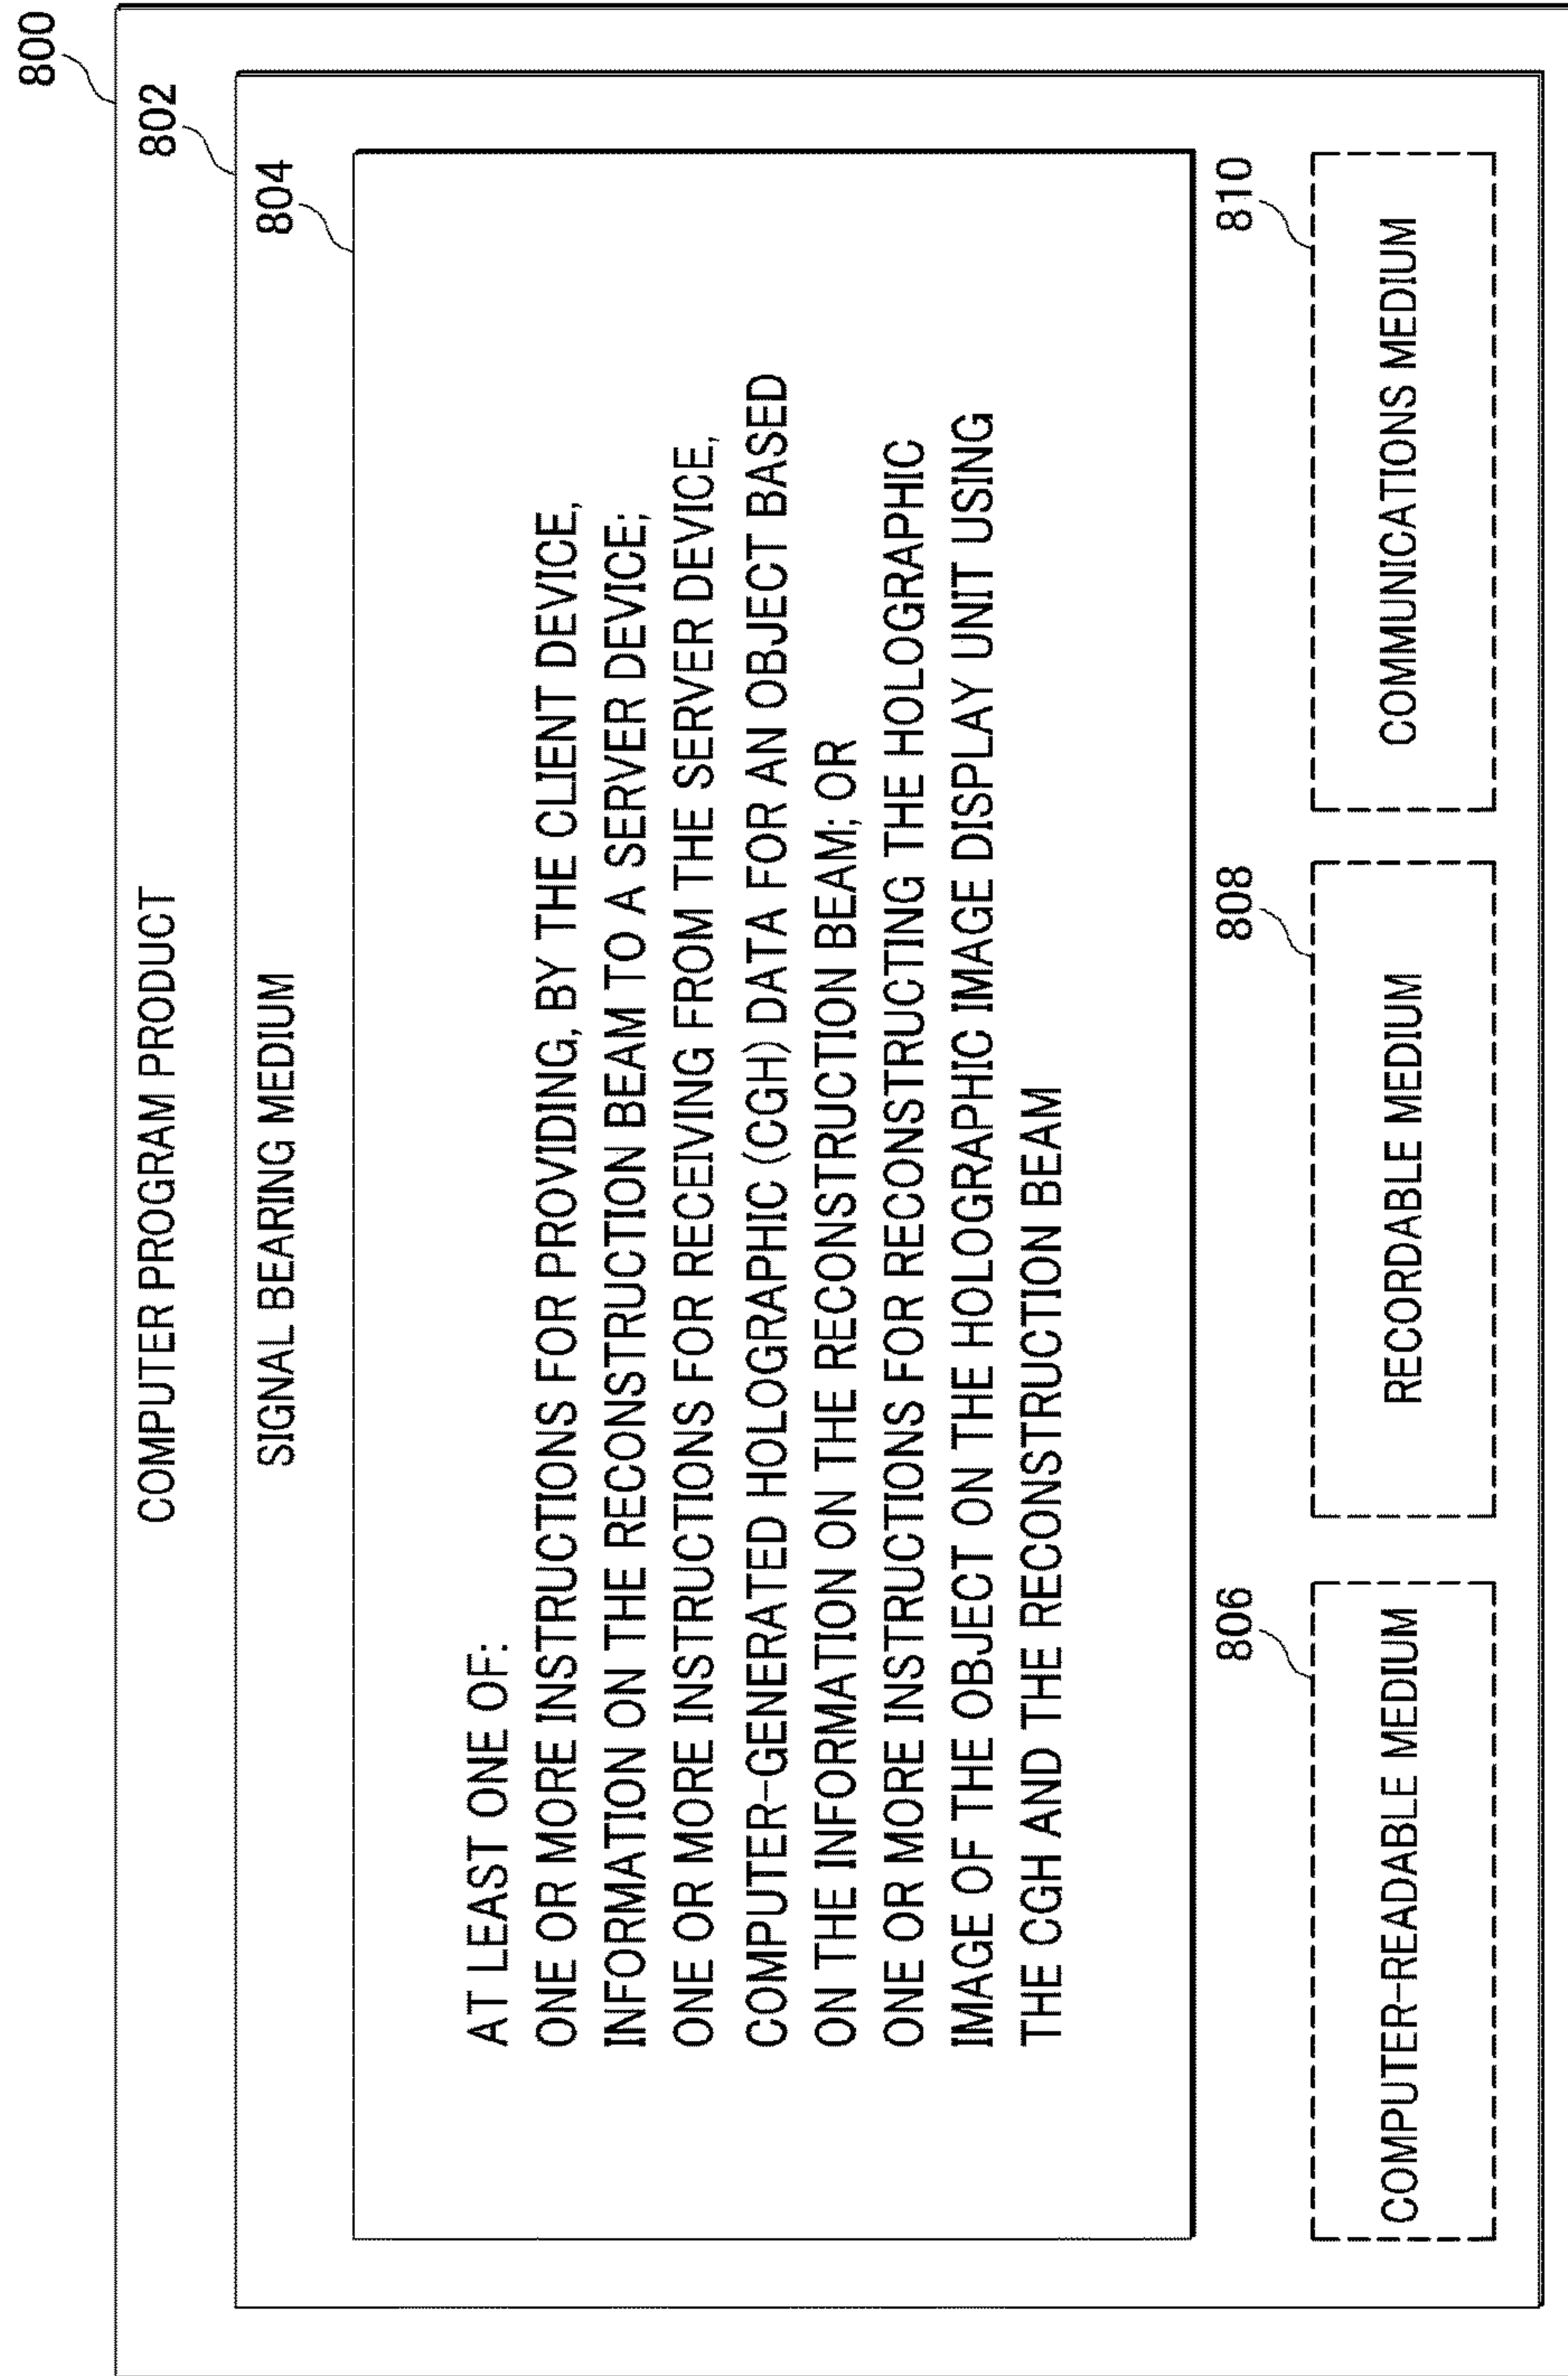 800
COMPUTER PROGRAM PRODUCT
802
SIGNAL BEARING MEDIUM
804
AT LEAST ONE OF:
ONE OR MORE INSTRUCTIONS FOR PROVIDING, BY THE CLIENT DEVICE,
INFORMATION ON THE RECONSTRUCTION BEAM TO A SERVER DEVICE;
ONE OR MORE INSTRUCTIONS FOR RECEIVING FROM THE SERVER DEVICE,
COMPUTER-GENERATED HOLOGRAPHIC (CGH) DATA FOR AN OBJECT BASED
ON THE INFORMATION ON THE RECONSTRUCTION BEAM; OR
ONE OR MORE INSTRUCTIONS FOR RECONSTRUCTING THE HOLOGRAPHIC
IMAGE OF THE OBJECT ON THE HOLOGRAPHIC IMAGE DISPLAY UNIT USING
THE CGH AND THE RECONSTRUCTION BEAM
806
COMPUTER-READABLE MEDIUM
808
RECORDABLE MEDIUM
810
COMMUNICATIONS MEDIUM